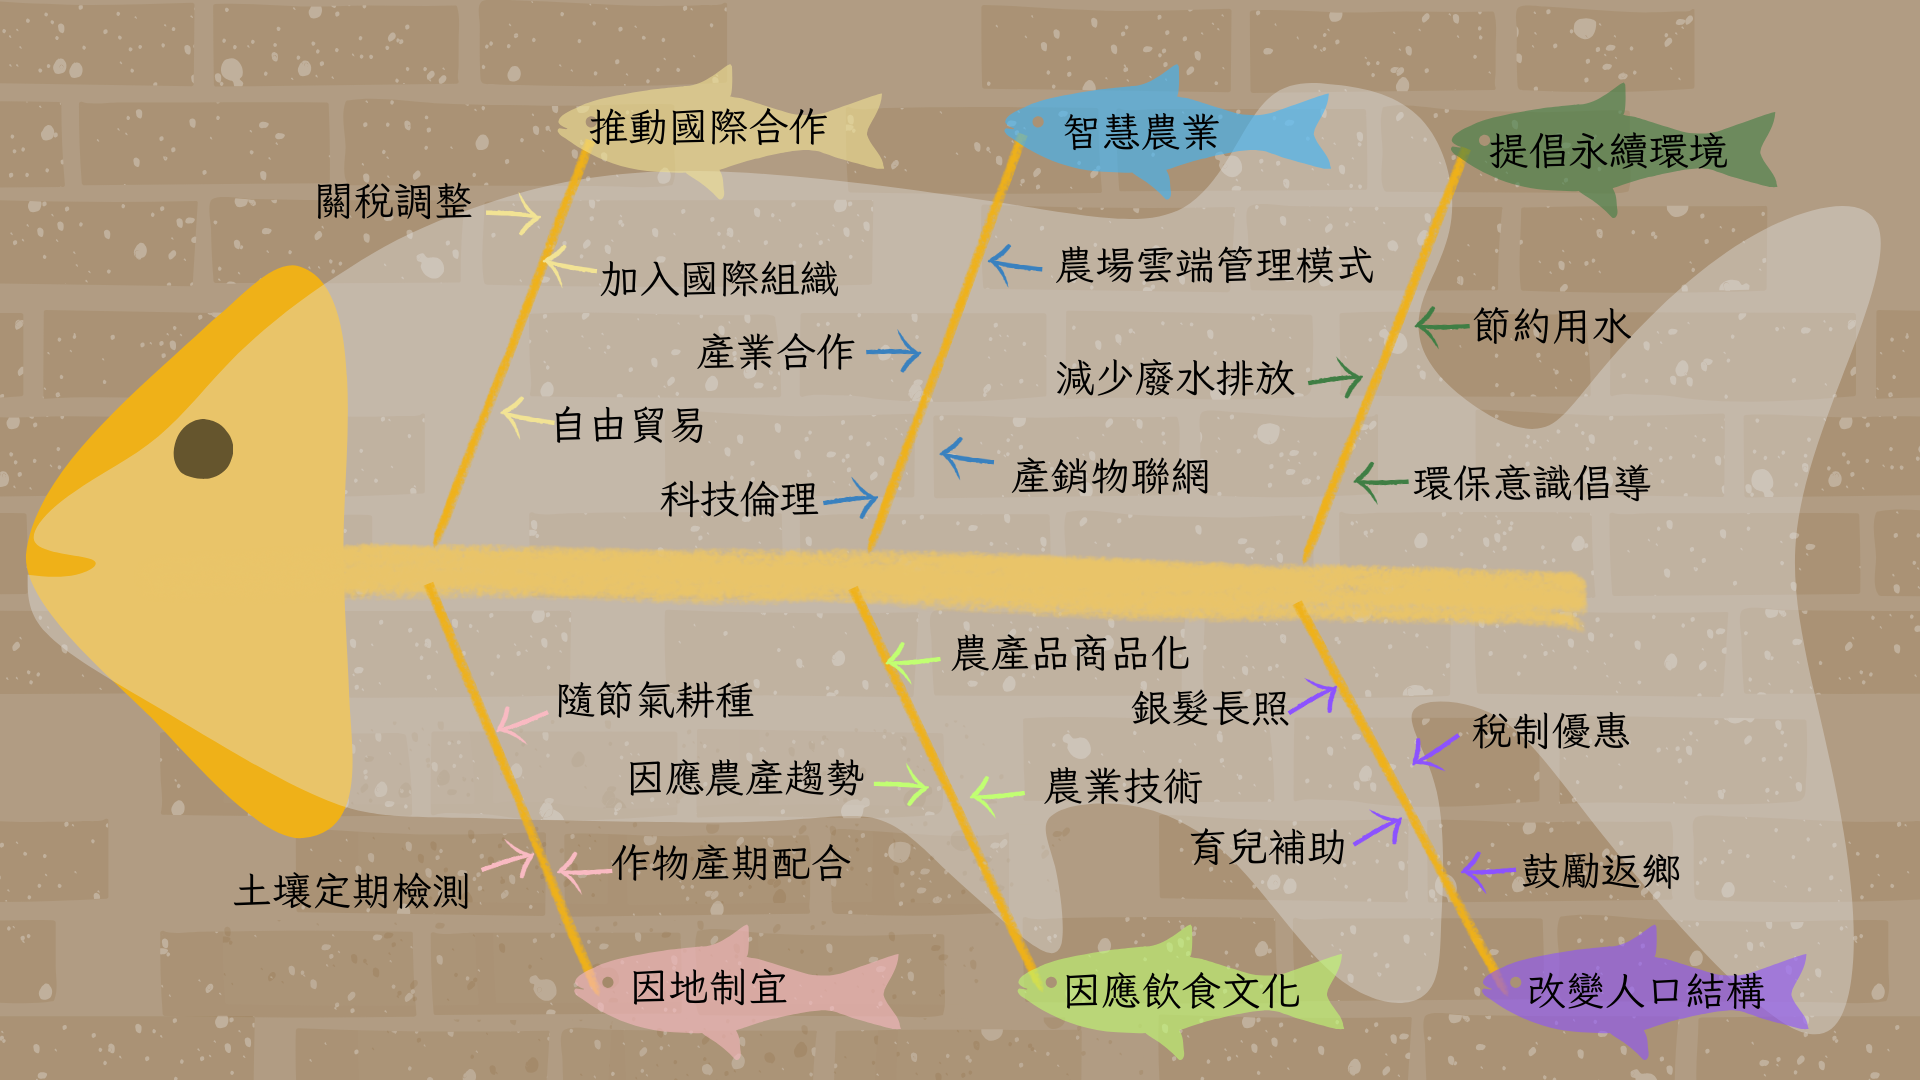 推動國際合作
關稅調整
加入國際組織
自由貿易
智慧農業
農場雲端管理模式
產業合作
產銷物聯網
科技倫理
提倡永續環境
節約用水
減少廢水排放
環保意識倡導
隨節氣耕種
作物產期配合
土壤定期檢測
因地制宜
農產品商品化
因應農產趨勢
農業技術
因應飲食文化
銀髮長照
稅制優惠
育兒補助
鼓勵返鄉
改變人口結構